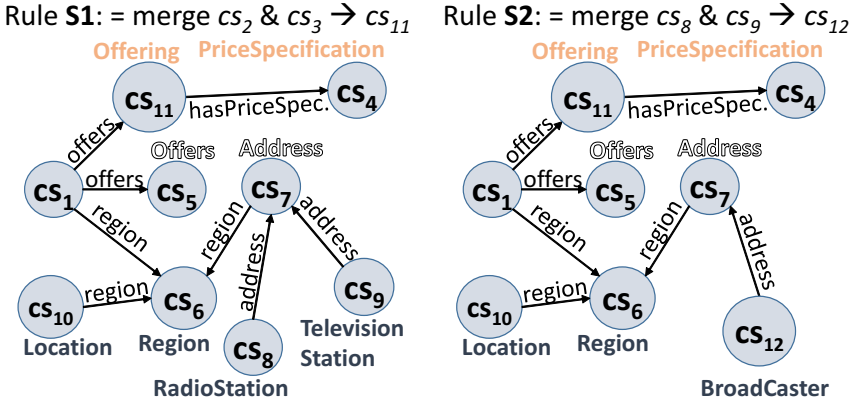 Rule S1: = merge cs2 & cs3 → cs11
Offering PriceSpecification
cs11
hasPriceSpec.
cs4
offers
Offers
Address
cs1
offers
cs5
cs7
region
region
address
address
cs10
region
cs6
cs9
Location
Region
cs8
Television
Station
RadioStation
Rule S2: = merge cs8 & cs9 → cs12
Offering PriceSpecification
cs11
hasPriceSpec.
cs4
offers
Offers
Address
cs1
offers
cs5
cs7
region
region
address
cs10
region
cs6
cs12
Location
Region
BroadCaster